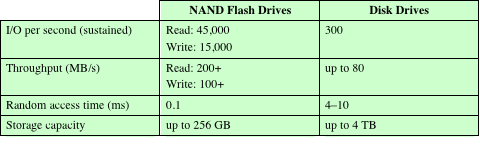 NAND Flash Drives Disk Drives
I/O per second (sustained) Read: 45,000 300
Write: 15,000
Throughput (MB/s) Read: 200+ up to 80
Write: 100+
Random access time (ms) 0.1 4–10
Storage capacity up to 256 GB up to 4 TB